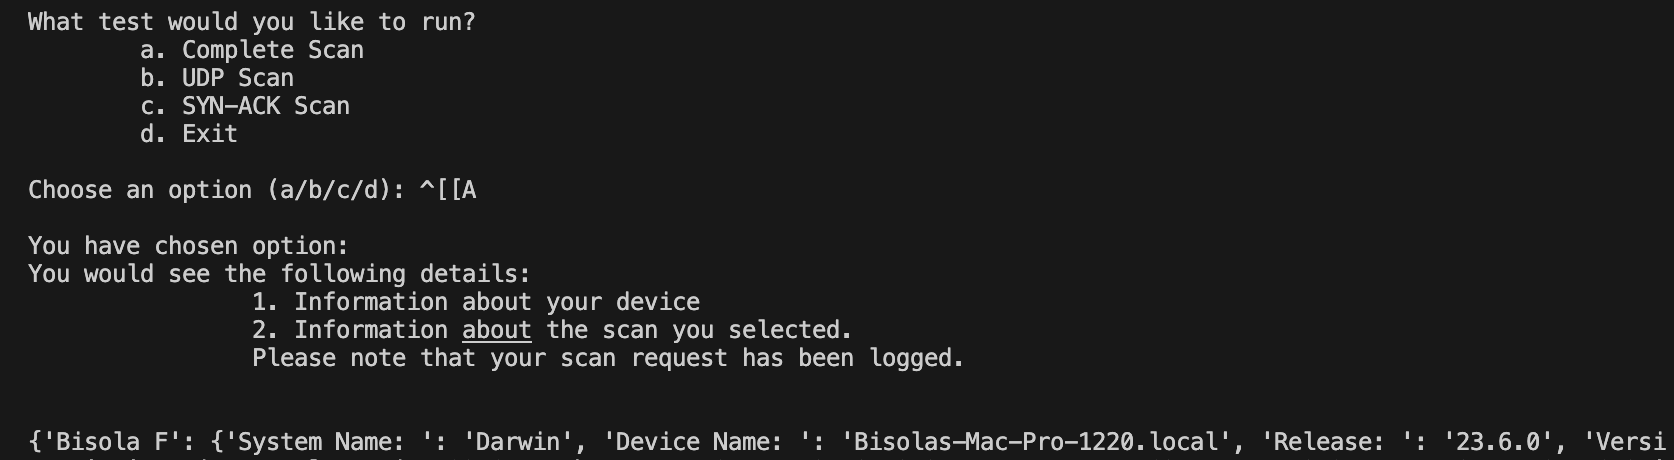 What test would you like to run?
a. Complete Scan
b. UDP Scan
c. SYN-ACK Scan
d. Exit
Choose an option (a/b/c/d): ^[[A
You have chosen option:
You would see the following details:
1. Information about your device
2. Information about the scan you selected.
Please note that your scan request has been logged.
{'Bisola F': {'System Name: ': 'Darwin', 'Device Name: ': 'Bisolas-Mac-Pro-1220.local', 'Release: ': '23.6.0', 'Versi